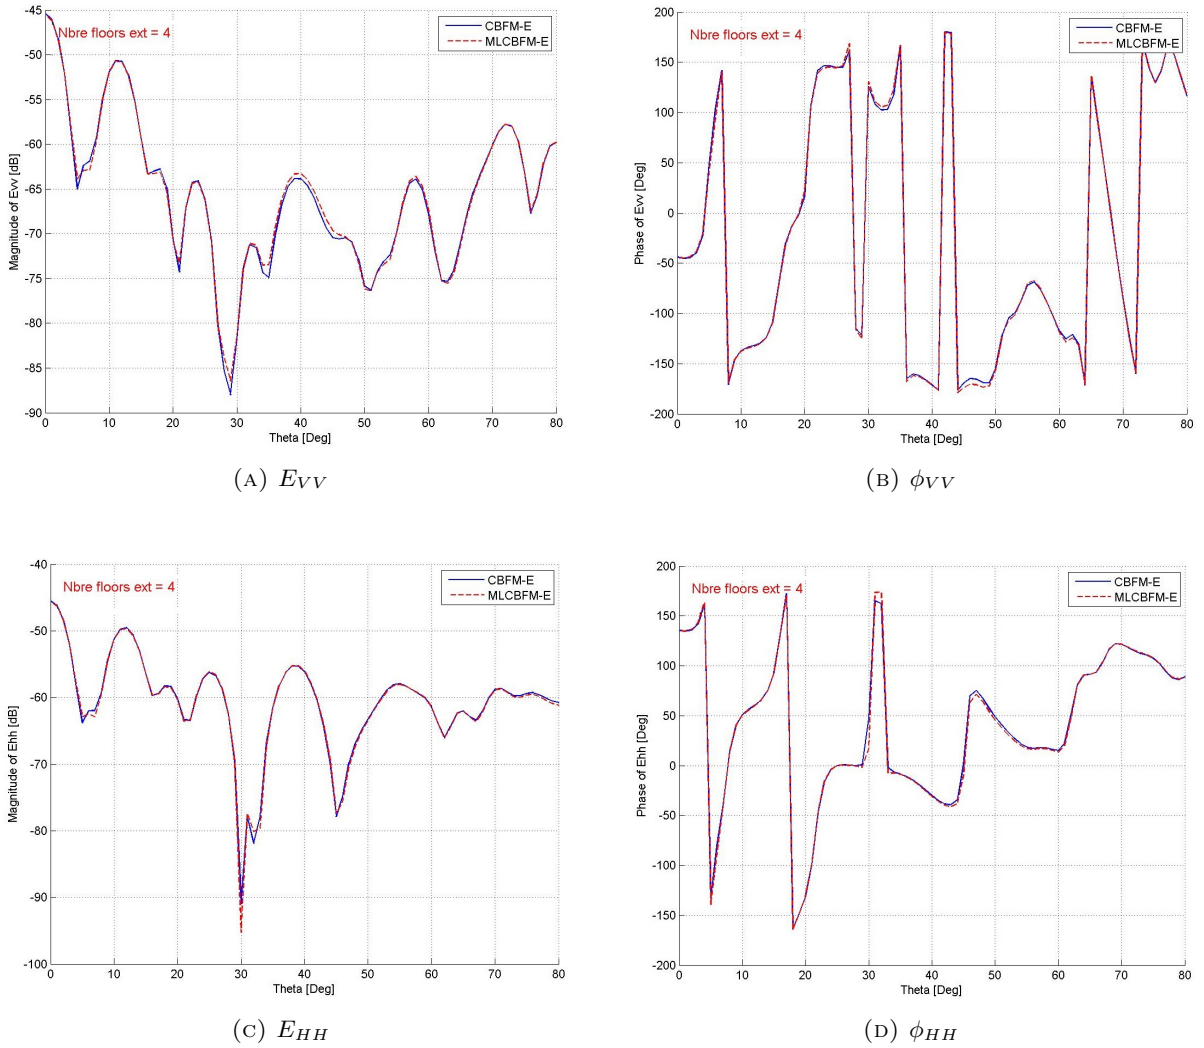 -45
-50
-55
-60
-65
-70
-75
-80
-85
-90
Magnitude of Evv [dB]
Nbre floors ext = 4
CBFM-E
MLCBFM-E
0 10 20 30 40 50 60 70 80
Theta [Deg]
(A) E_{VV}
200
150
100
50
0
-50
-100
-150
-200
Phase of Evv [Deg]
Nbre floors ext = 4
CBFM-E
MLCBFM-E
0 10 20 30 40 50 60 70 80
Theta [Deg]
(B) ϕ_{VV}
-40
-50
-60
-70
-80
-90
-100
Magnitude of Ehh [dB]
Nbre floors ext = 4
CBFM-E
MLCBFM-E
0 10 20 30 40 50 60 70 80
Theta [Deg]
(C) E_{HH}
200
150
100
50
0
-50
-100
-150
-200
Phase of Ehh [Deg]
Nbre floors ext = 4
CBFM-E
MLCBFM-E
0 10 20 30 40 50 60 70 80
Theta [Deg]
(D) ϕ_{HH}